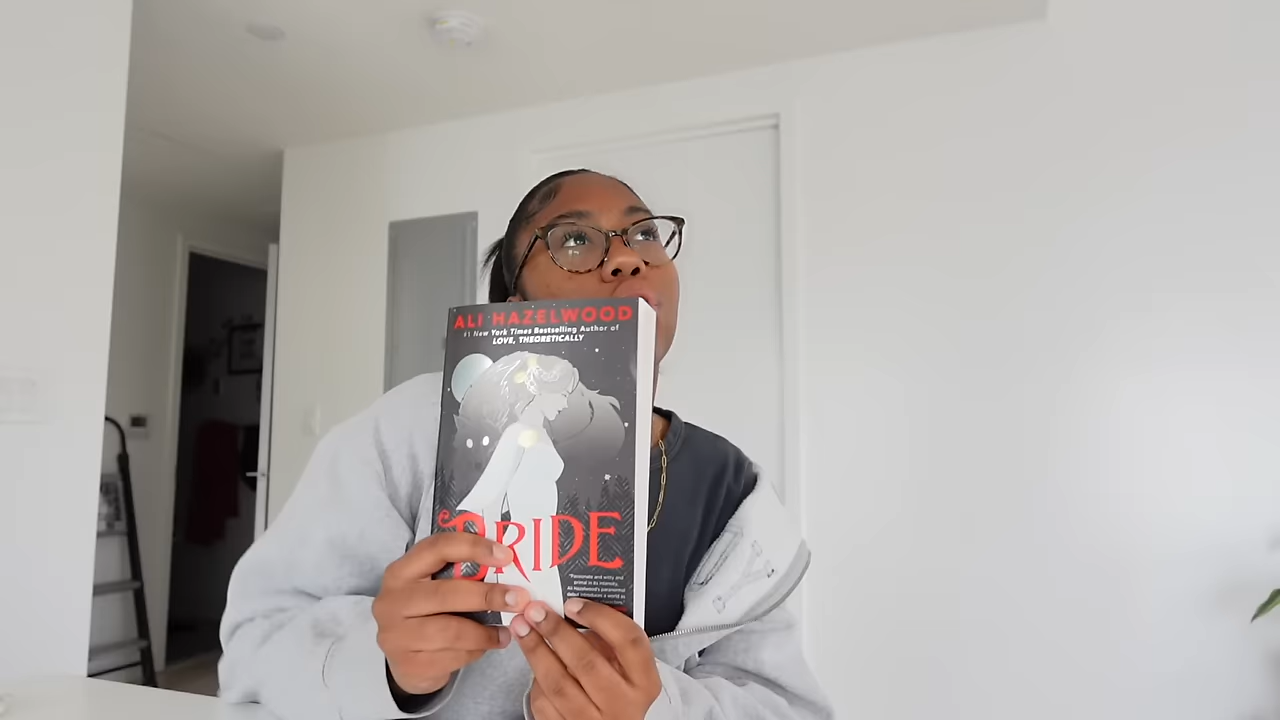 ALI HAZELWOOD
#1 New York Times Bestselling Author of
LOVE, THEORETICALLY
BRIDE
"Passionate and witty and
primal in its intensity,
Ali Hazelwood's paranormal
debut introduces a world as